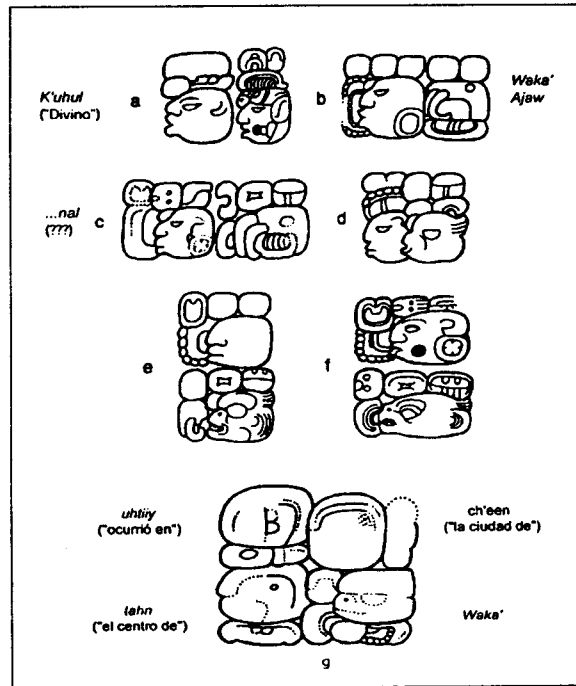 K'uhul
("Divino")
a
b
Waka'
Ajaw
...nal
(???)
c
d
e
f
uhtiiy
("ocurrió en")
ch'een
("la ciudad de")
tahn
("el centro de")
Waka'
g